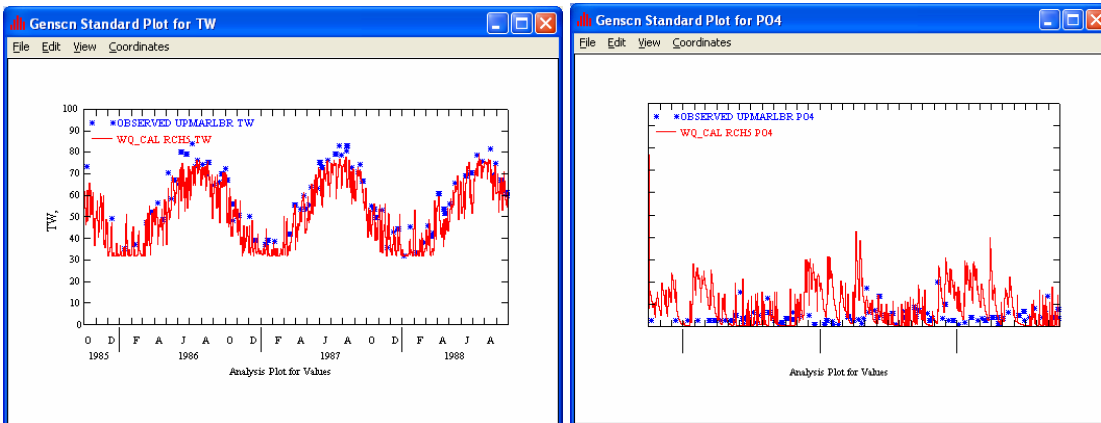 Genscn Standard Plot for TW
File Edit View Coordinates
100
OBSERVED UPMARLBR TW
90
WQ_CAL RCH5 TW
80
70
60
50
40
30
20
10
0
TW,
O D F A J A O D F A J A O D F A J A
1985 1986 1987 1988
Analysis Plot for Values
Genscn Standard Plot for PO4
File Edit View Coordinates
OBSERVED UPMARLBR PO4
WQ_CAL RCH5 PO4
Analysis Plot for Values